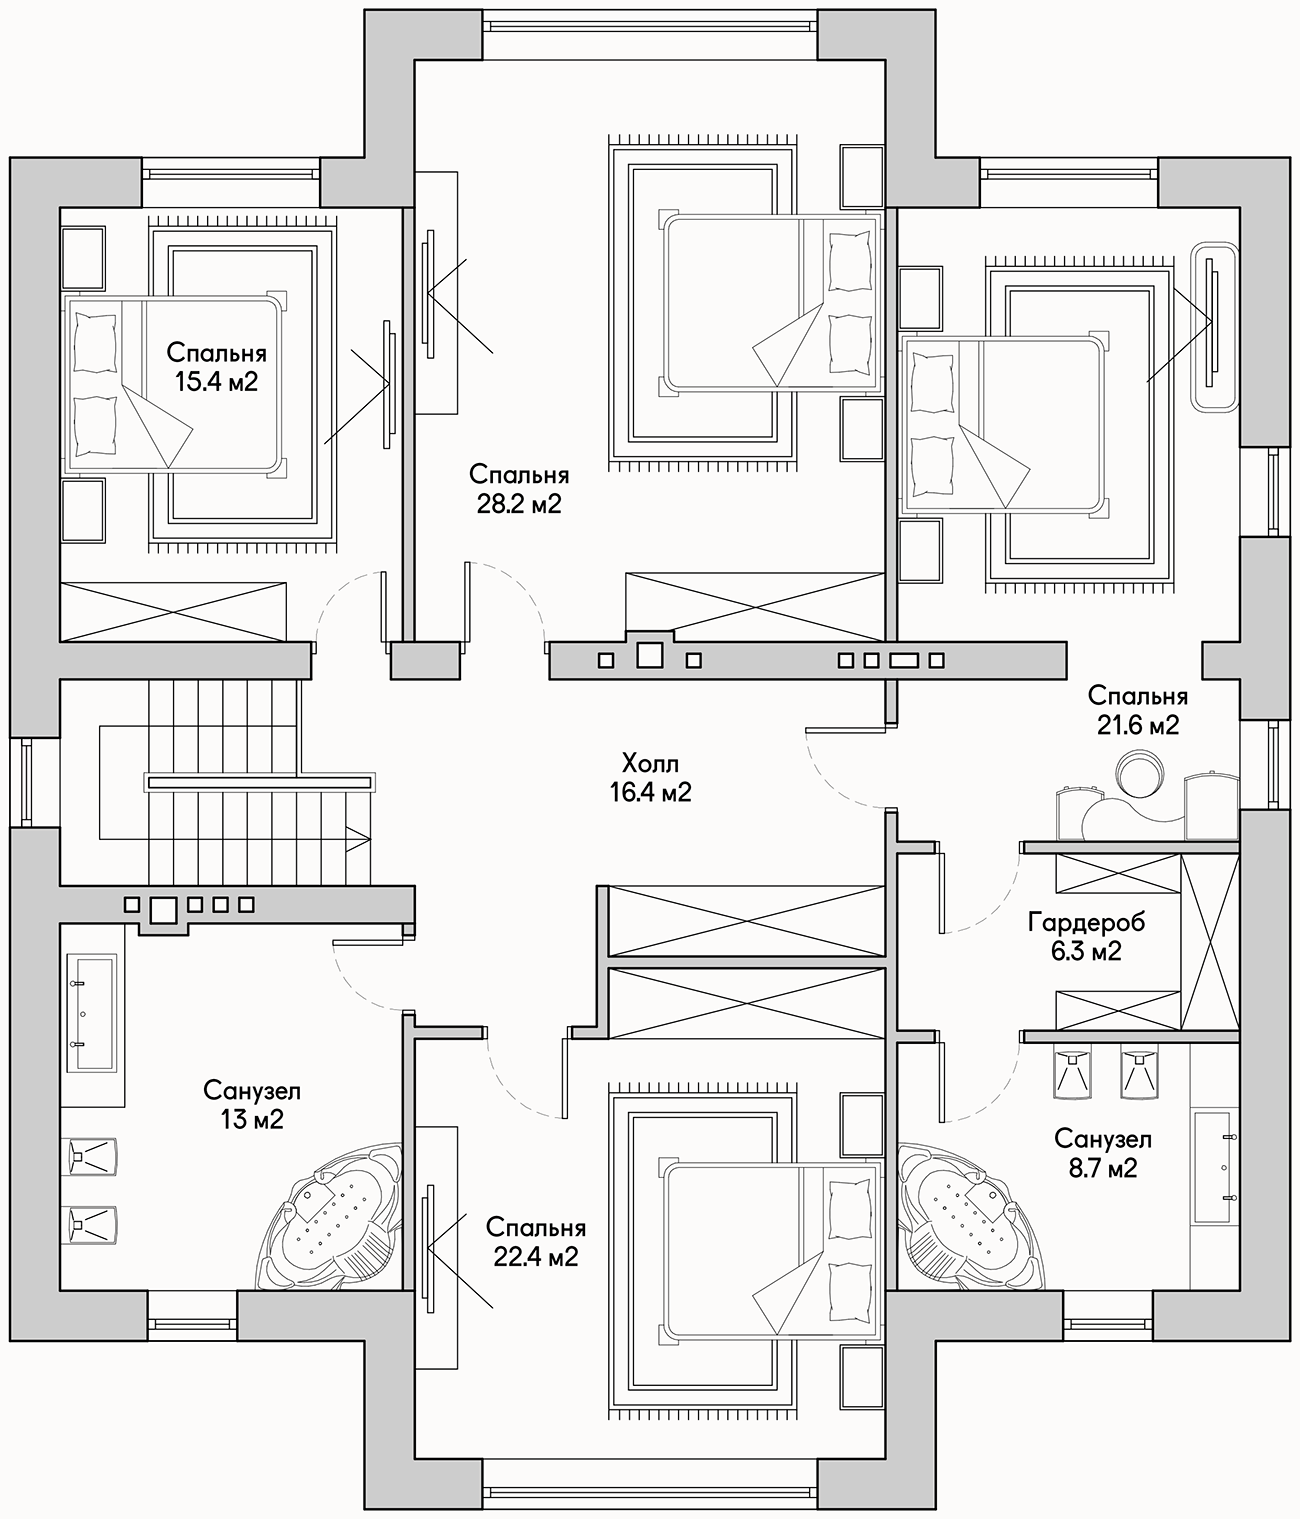 Спальня
15.4 м2
Спальня
28.2 м2
Спальня
21.6 м2
Холл
16.4 м2
Гардероб
6.3 м2
Санузел
13 м2
Санузел
8.7 м2
Спальня
22.4 м2